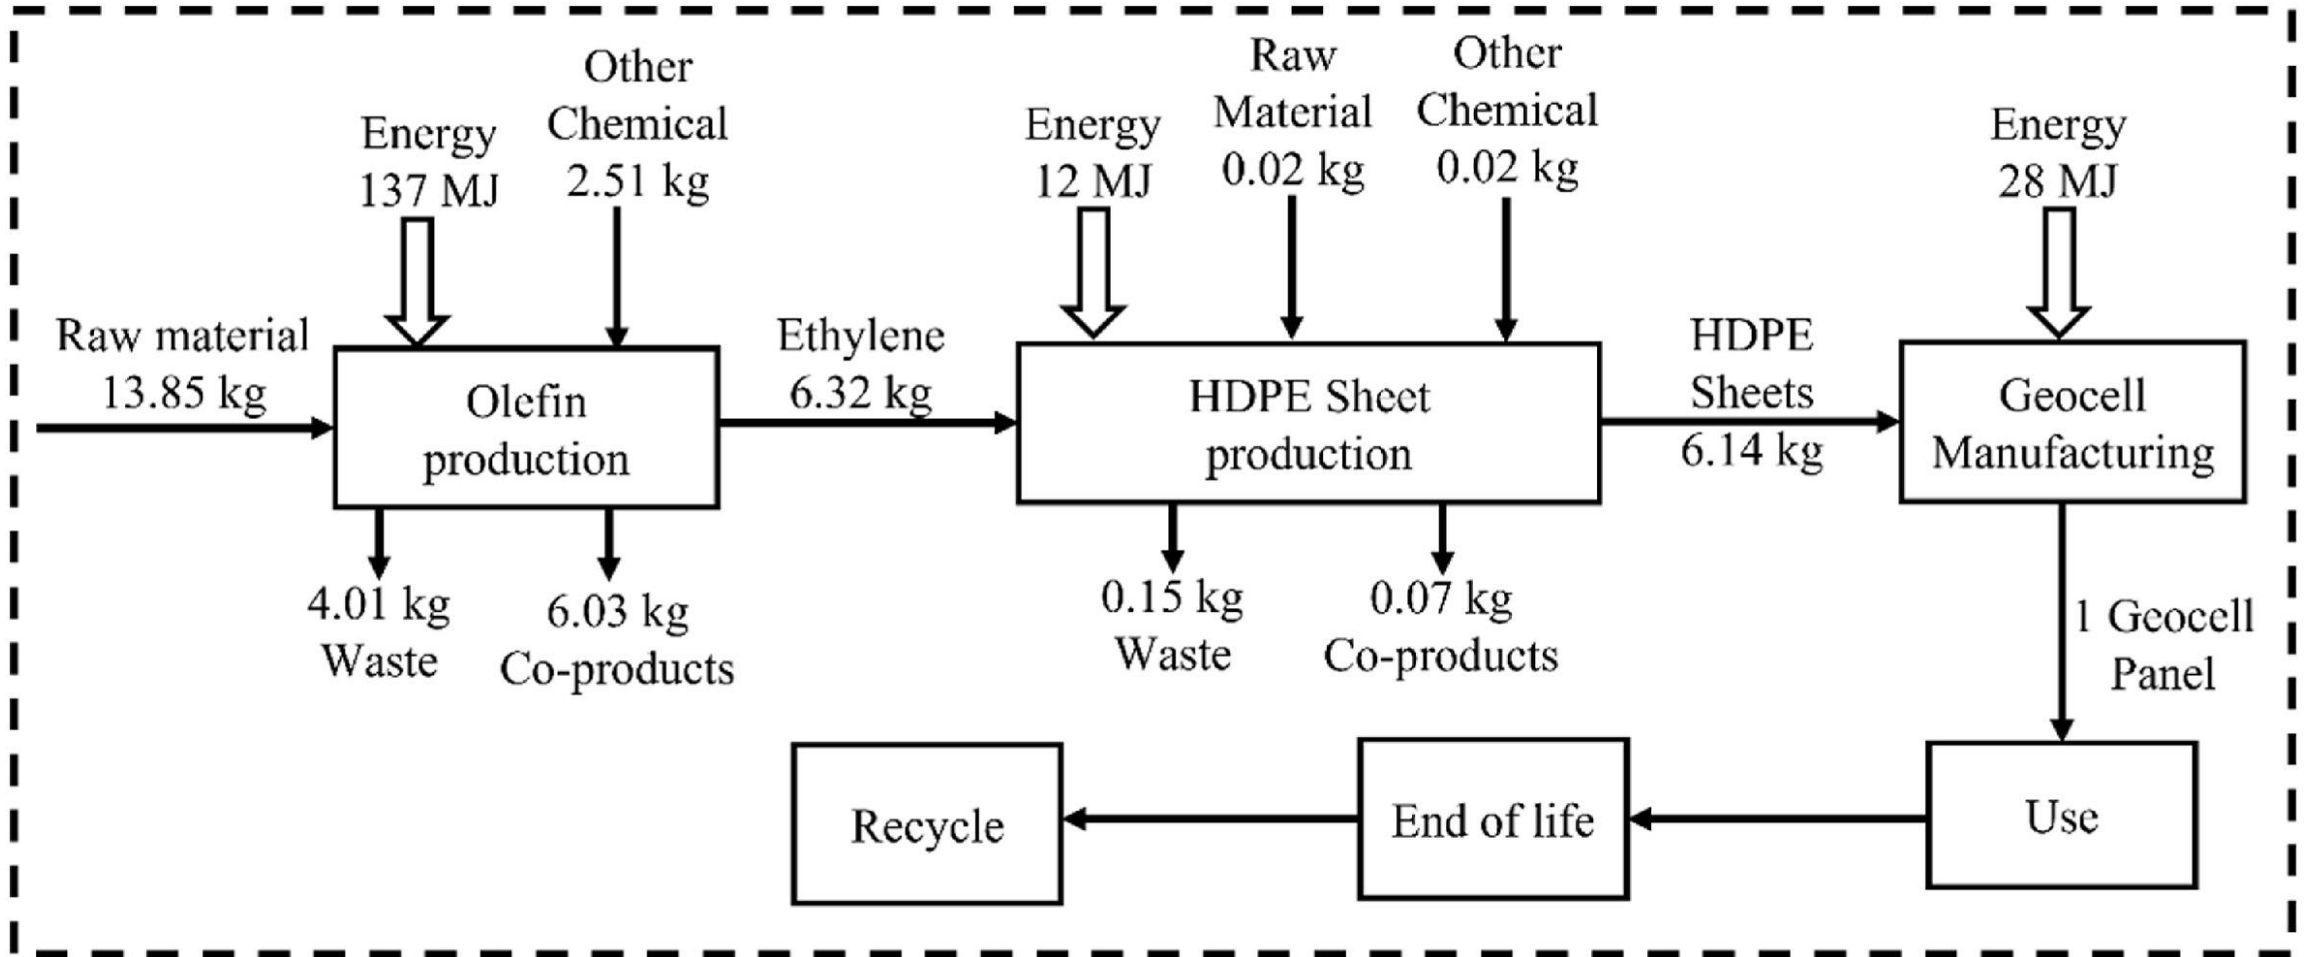 Energy
137 MJ
Other
Chemical
2.51 kg
Energy
12 MJ
Raw
Material
0.02 kg
Other
Chemical
0.02 kg
Energy
28 MJ
Raw material
13.85 kg
Olefin
production
Ethylene
6.32 kg
HDPE Sheet
production
HDPE
Sheets
6.14 kg
Geocell
Manufacturing
4.01 kg
Waste
6.03 kg
Co-products
0.15 kg
Waste
0.07 kg
Co-products
1 Geocell
Panel
Recycle
End of life
Use